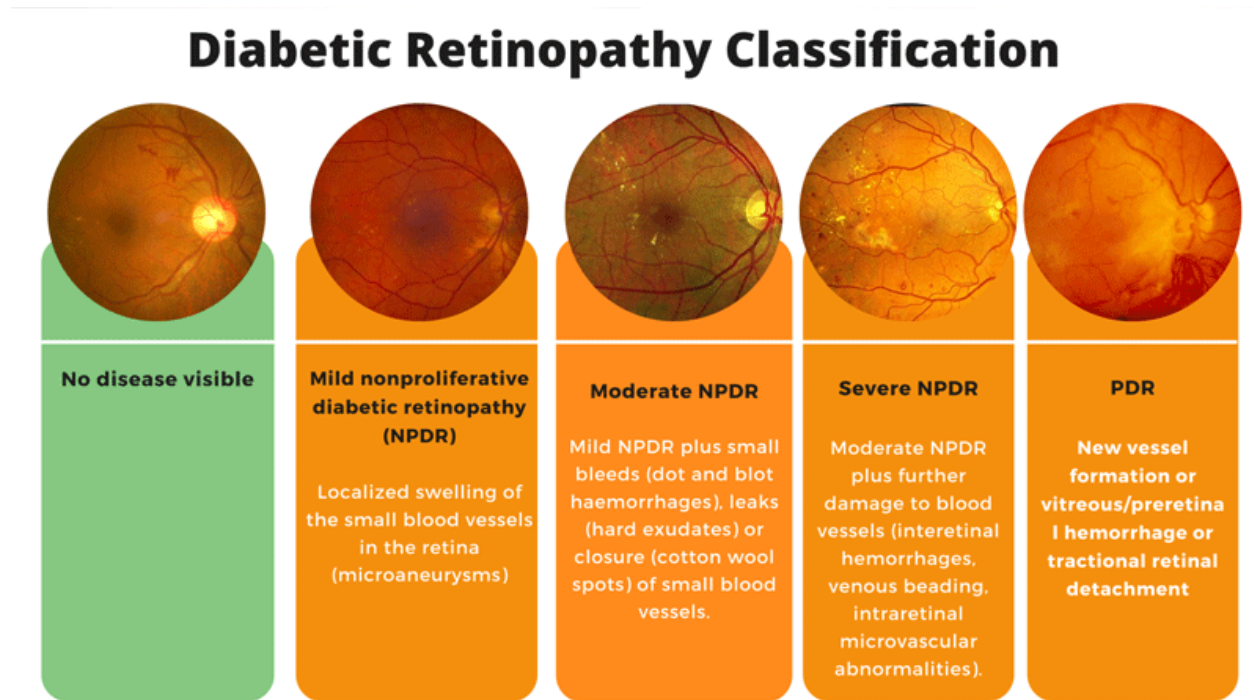 Diabetic Retinopathy Classification
No disease visible
Mild nonproliferative
diabetic retinopathy
(NPDR)
Localized swelling of
the small blood vessels
in the retina
(microaneurysms)
Moderate NPDR
Mild NPDR plus small
bleeds (dot and blot
haemorrhages), leaks
(hard exudates) or
closure (cotton wool
spots) of small blood
vessels.
Severe NPDR
Moderate NPDR
plus further
damage to blood
vessels (interetinal
hemorrhages,
venous beading,
intraretinal
microvascular
abnormalities).
PDR
New vessel
formation or
vitreous/preretina
l hemorrhage or
tractional retinal
detachment